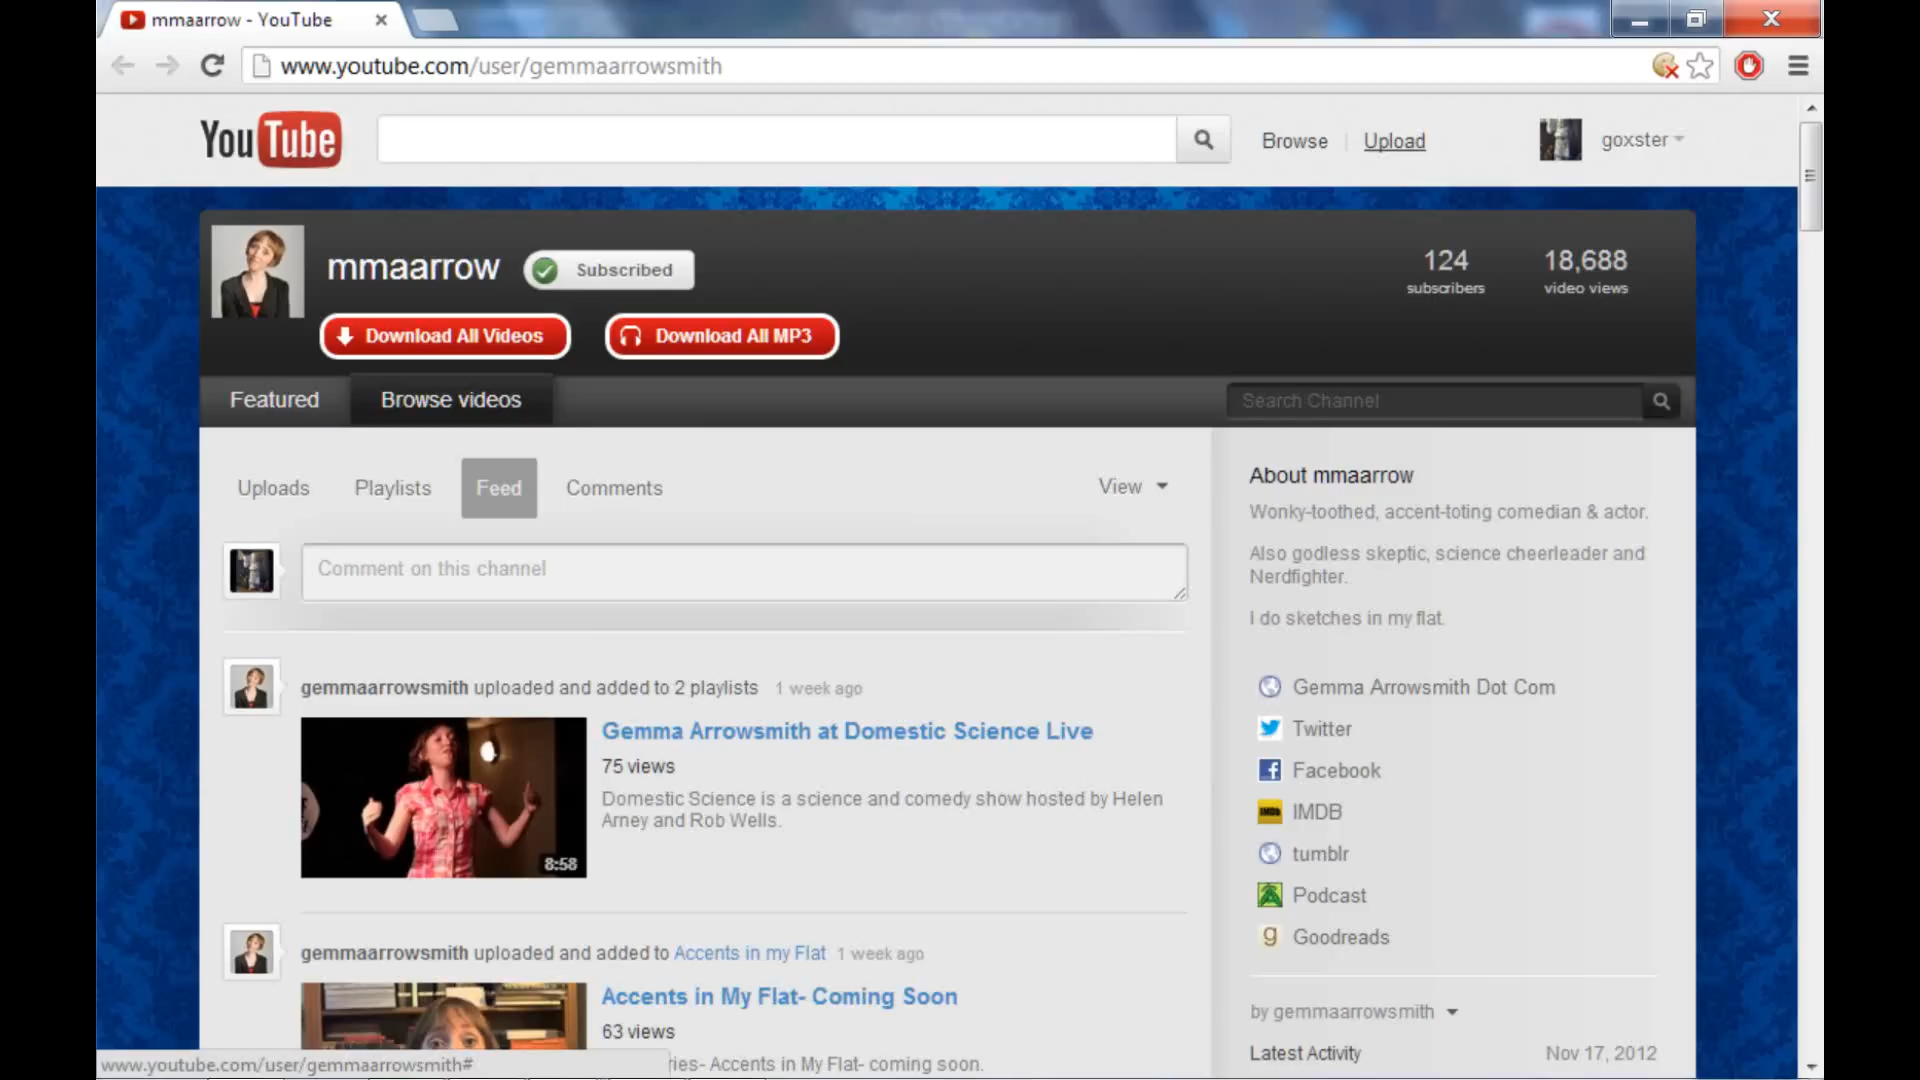 mmaarrow - YouTube
www.youtube.com/user/gemmaarrowsmith
YouTube
Browse
Upload
goxster
mmaarrow
Subscribed
124
subscribers
18,688
video views
Download All Videos
Download All MP3
Featured
Browse videos
Search Channel
Uploads
Playlists
Feed
Comments
View
Comment on this channel
gemmaarrowsmith uploaded and added to 2 playlists 1 week ago
Gemma Arrowsmith at Domestic Science Live
75 views
Domestic Science is a science and comedy show hosted by Helen
Arney and Rob Wells.
8:58
gemmaarrowsmith uploaded and added to Accents in my Flat 1 week ago
Accents in My Flat- Coming Soon
63 views
ries- Accents in My Flat- coming soon.
About mmaarrow
Wonky-toothed, accent-toting comedian & actor.
Also godless skeptic, science cheerleader and
Nerdfighter.
I do sketches in my flat.
Gemma Arrowsmith Dot Com
Twitter
Facebook
IMDB
tumblr
Podcast
Goodreads
by gemmaarrowsmith
Latest Activity
Nov 17, 2012
www.youtube.com/user/gemmaarrowsmith#